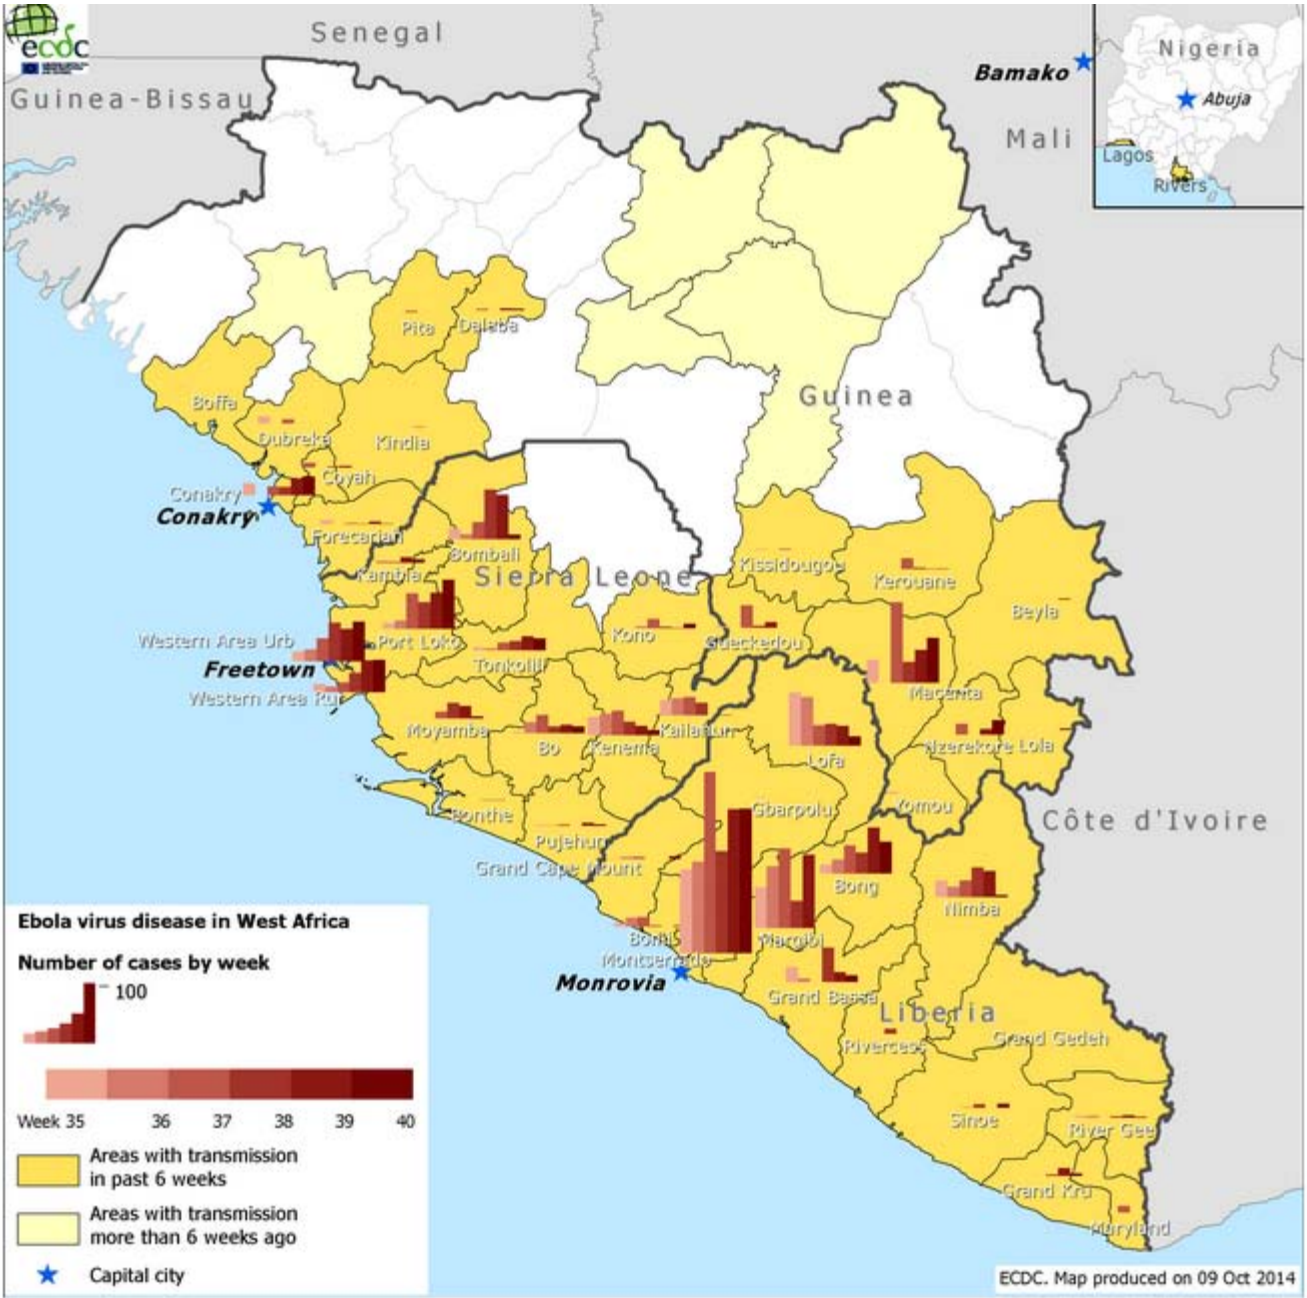 ecdc
Senegal
Guinea-Bissau
Bamako
Mali
Nigeria
Abuja
Lagos
Rivers
Pita
Dalaba
Boffa
Dubreka
Kindia
Coyah
Conakry
Conakry
Forecariah
Guinea
Kambia
Bombali
Sierra Leone
Kissidougou
Kerouane
Beyla
Western Area Urb
Port Loko
Kono
Gueckedou
Freetown
Tonkolili
Western Area Rur
Macenta
Moyamba
Bo
Kenema
Kailahun
Lofa
Nzerekore
Lola
Bonthe
Pujehun
Gbarpolu
Yomou
Côte d'Ivoire
Grand Cape Mount
Bong
Nimba
Bomi
Margibi
Montserrado
Monrovia
Grand Bassa
Liberia
Rivercess
Grand Gedeh
Sinoe
River Gee
Grand Kru
Maryland
Ebola virus disease in West Africa
Number of cases by week
100
Week 35 36 37 38 39 40
Areas with transmission
in past 6 weeks
Areas with transmission
more than 6 weeks ago
Capital city
ECDC. Map produced on 09 Oct 2014